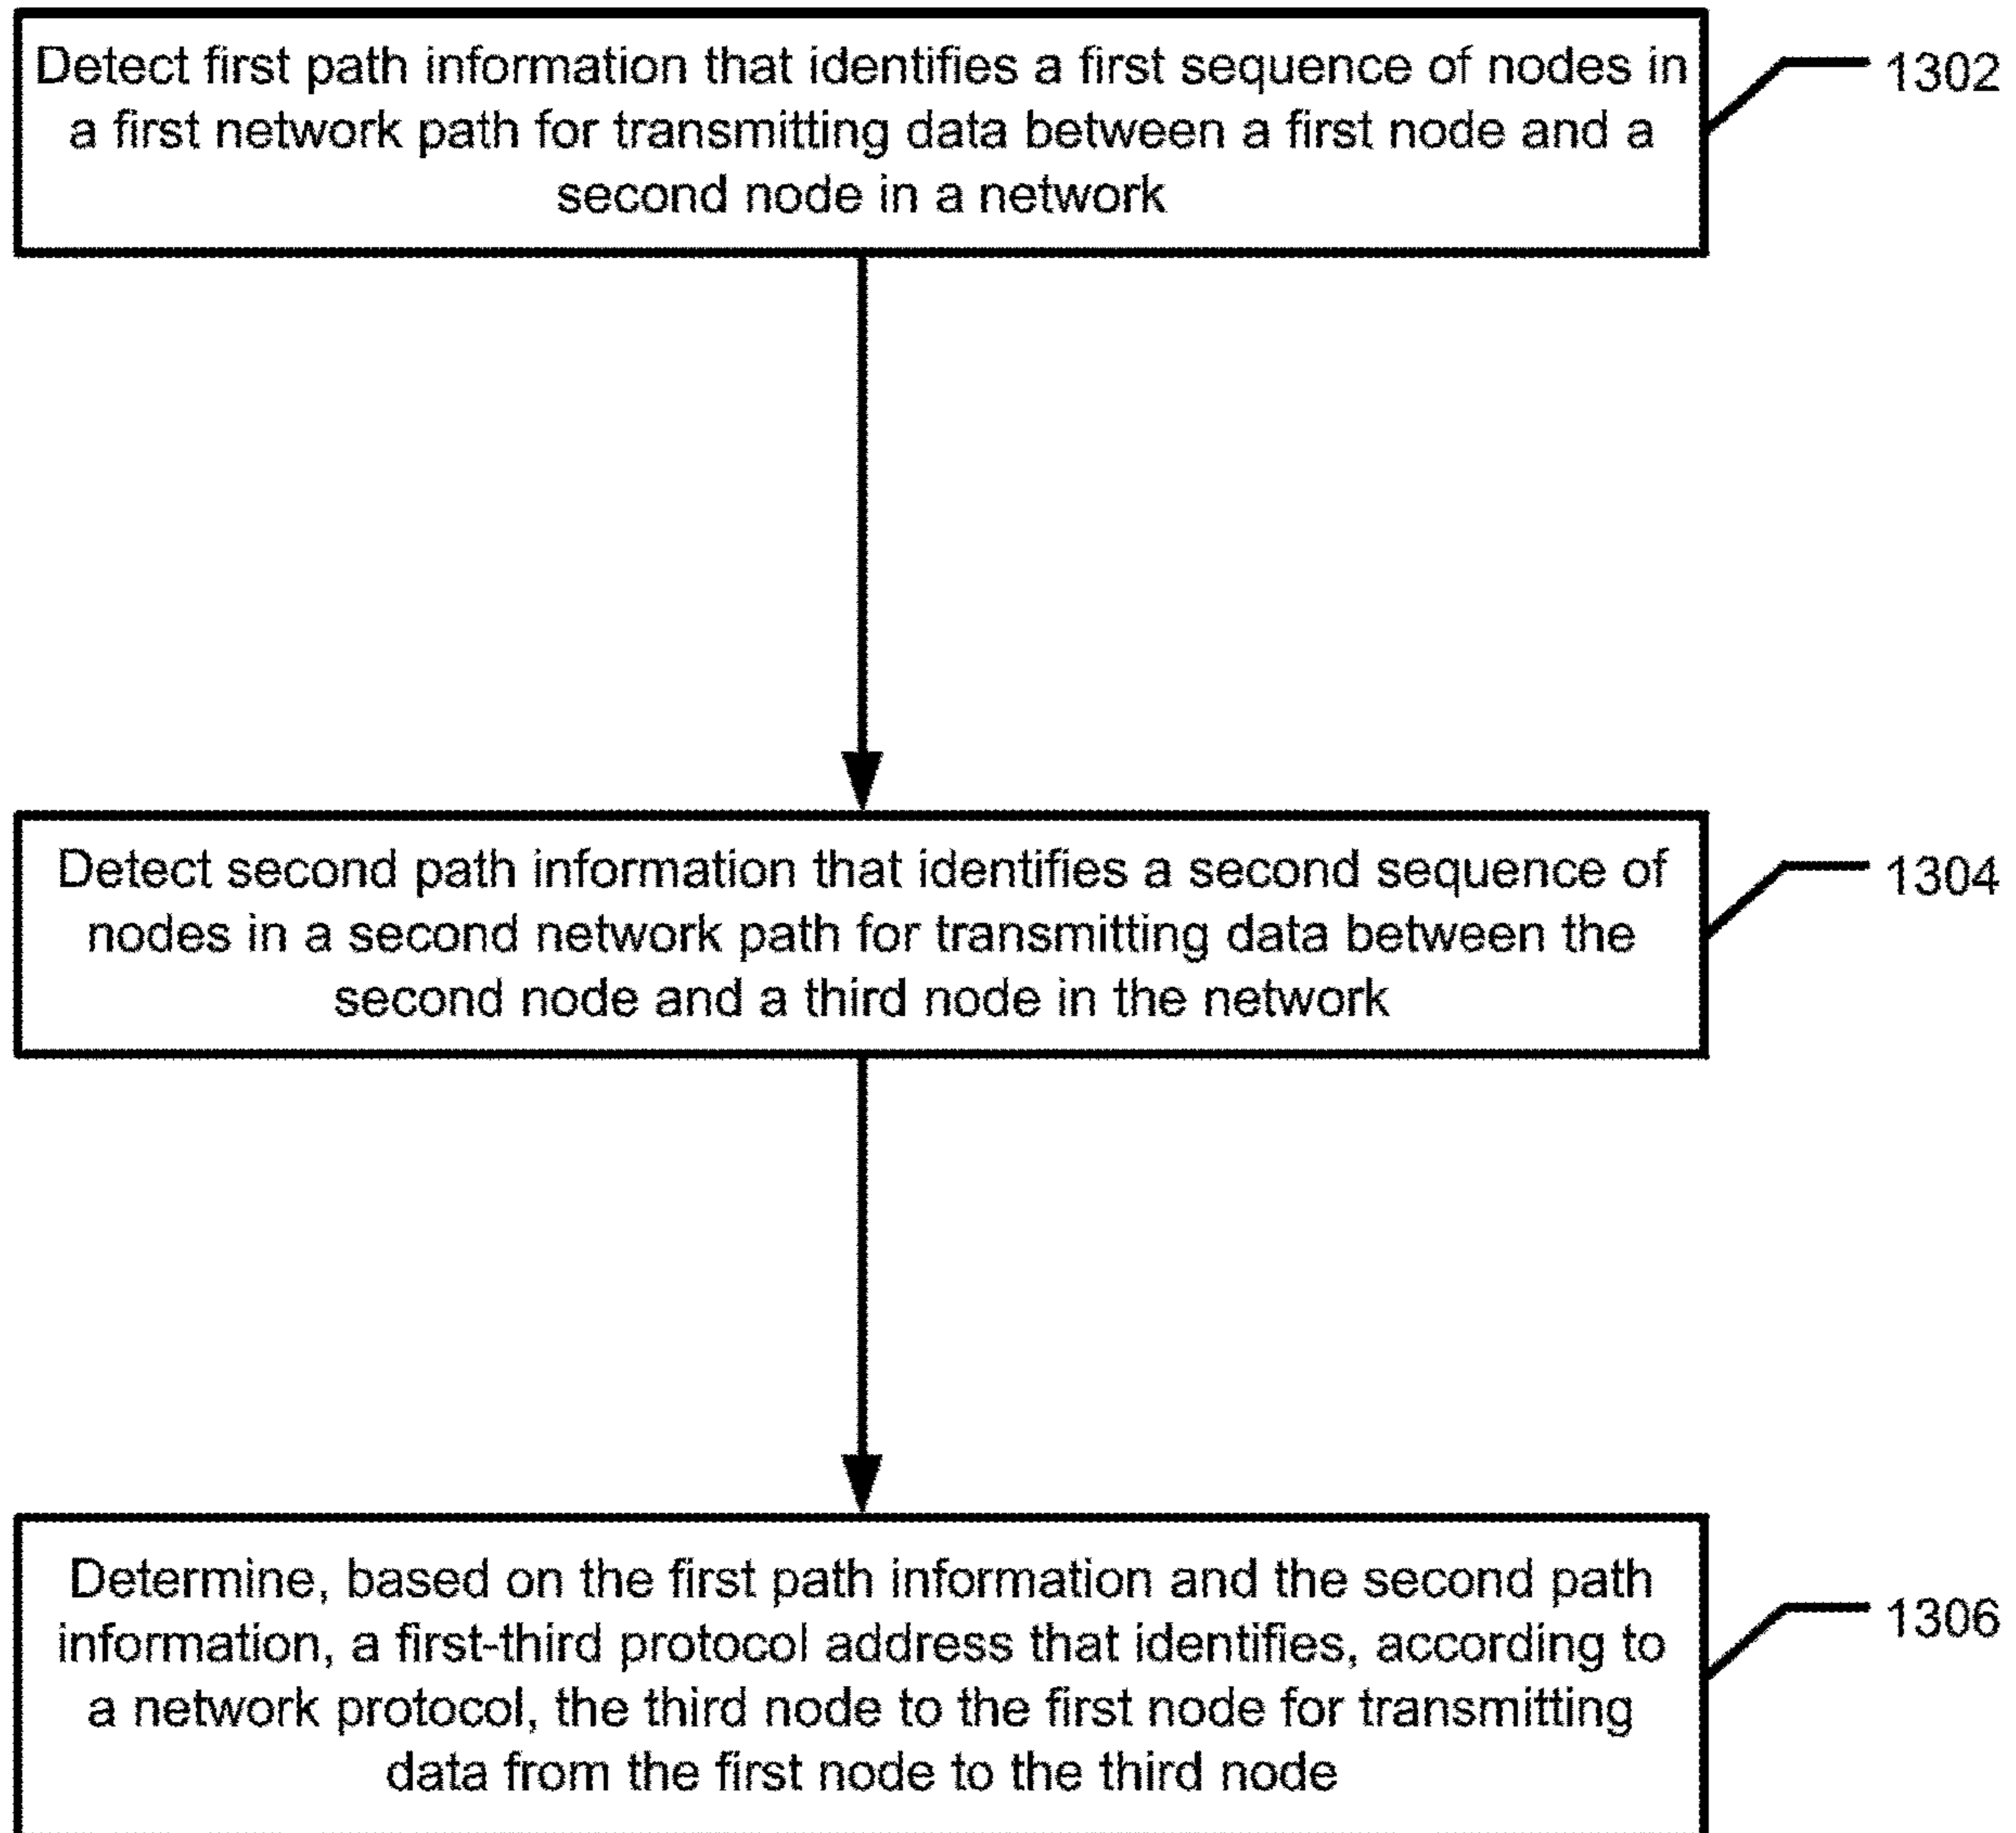 Detect first path information that identifies a first sequence of nodes in
a first network path for transmitting data between a first node and a
second node in a network
1302
Detect second path information that identifies a second sequence of
nodes in a second network path for transmitting data between the
second node and a third node in the network
1304
Determine, based on the first path information and the second path
information, a first-third protocol address that identifies, according to
a network protocol, the third node to the first node for transmitting
data from the first node to the third node
1306